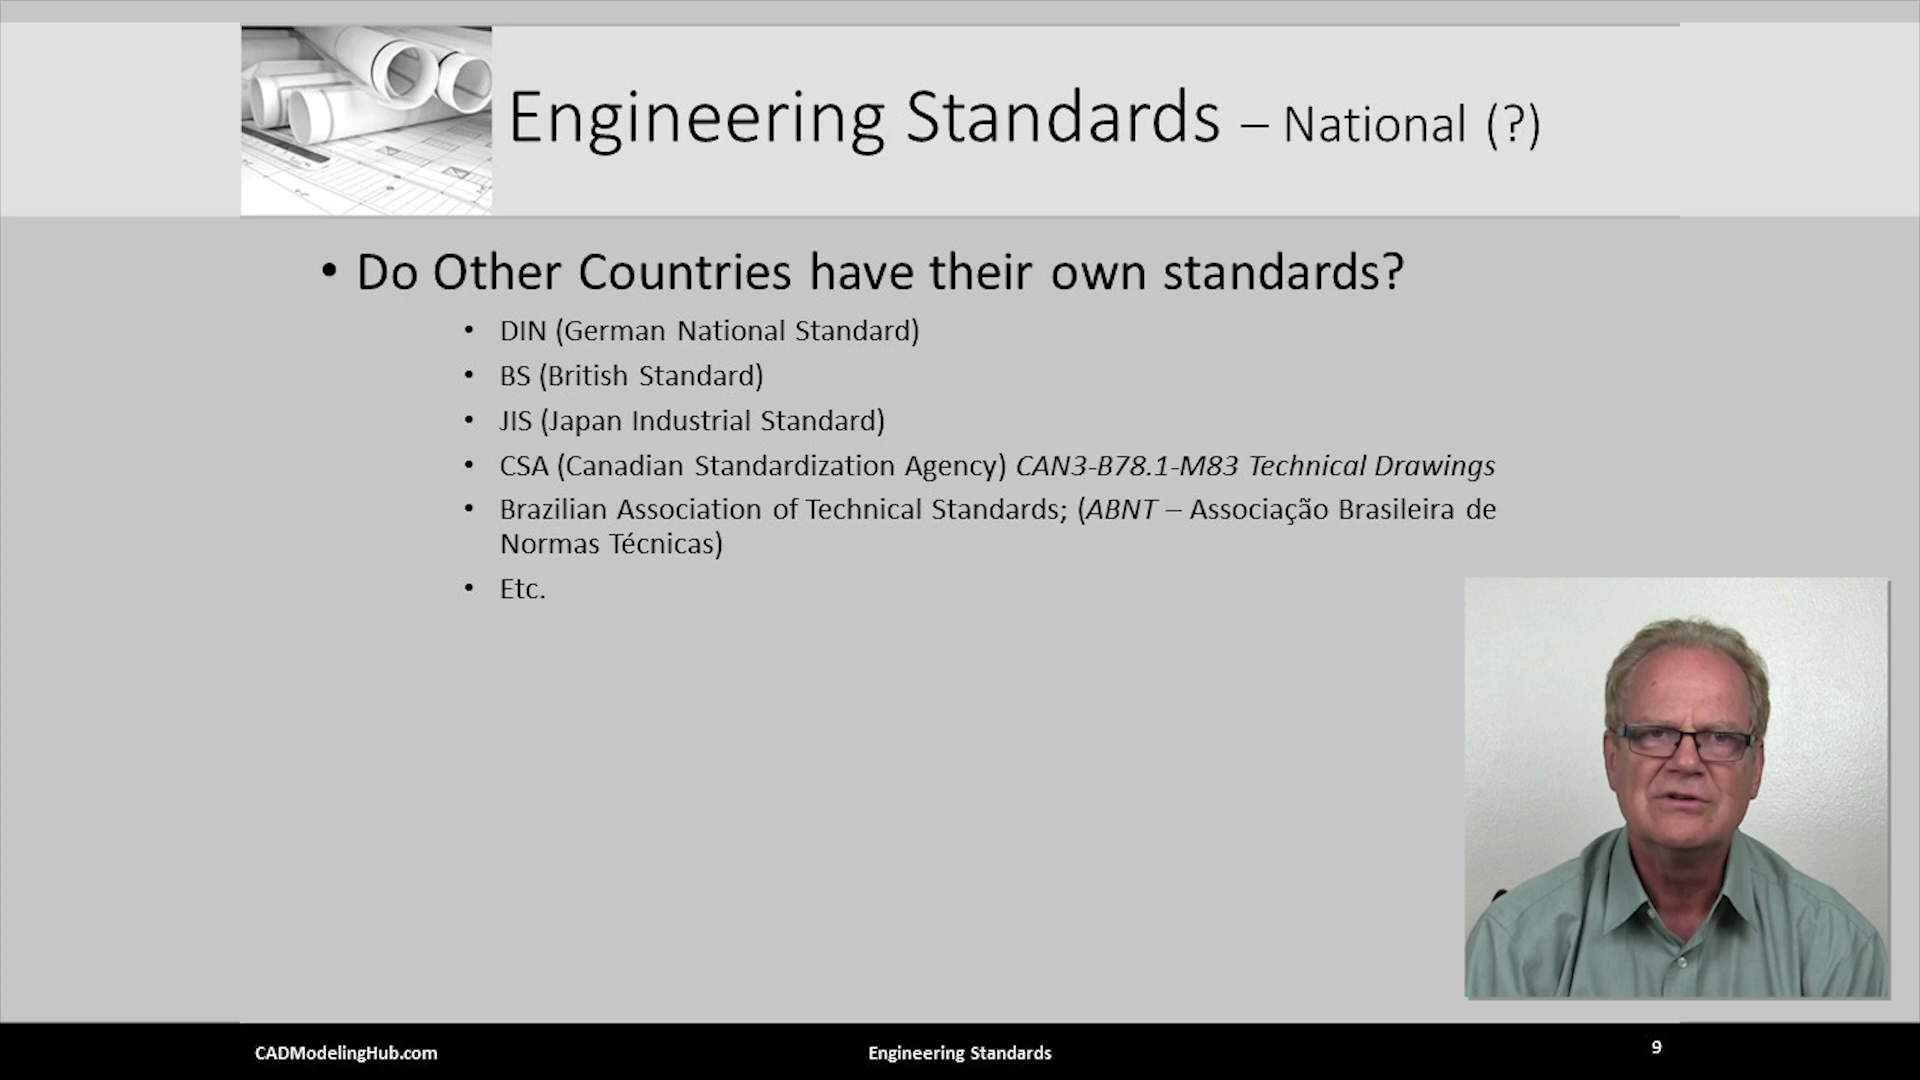 Engineering Standards – National (?)
• Do Other Countries have their own standards?
• DIN (German National Standard)
• BS (British Standard)
• JIS (Japan Industrial Standard)
• CSA (Canadian Standardization Agency) CAN3-B78.1-M83 Technical Drawings
• Brazilian Association of Technical Standards; (ABNT – Associação Brasileira de
Normas Técnicas)
• Etc.
CADModelingHub.com
Engineering Standards
9